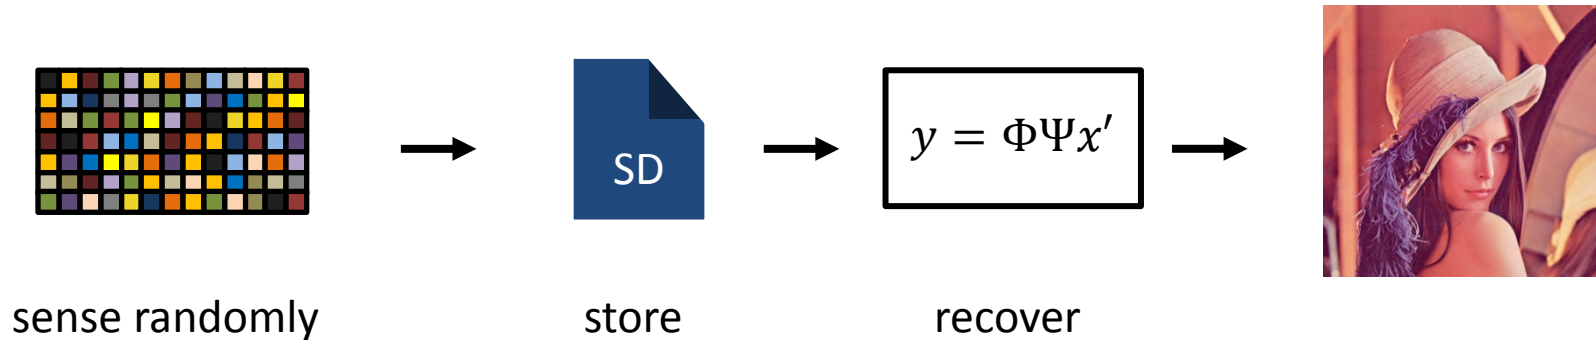 SD
y = ΦΨx′
sense randomly
store
recover